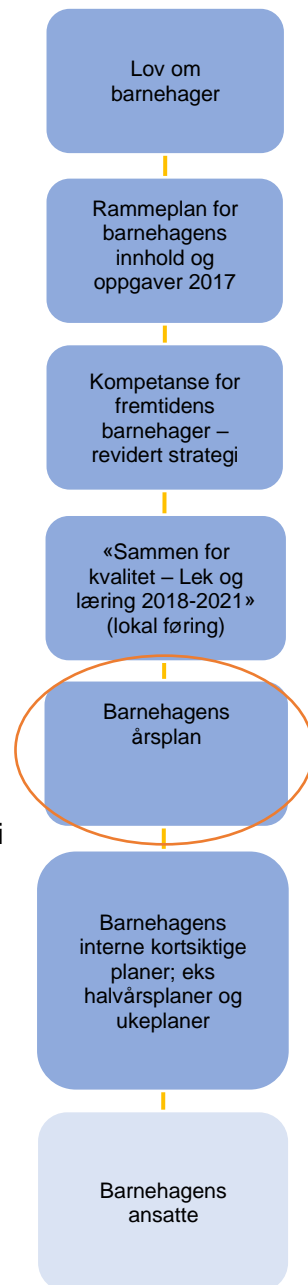 Lov om
barnehager
Rammeplan for
barnehagens
innhold og
oppgaver 2017
Kompetanse for
fremtidens
barnehager –
revidert strategi
«Sammen for
kvalitet – Lek og
læring 2018-2021»
(lokal føring)
Barnehagens
årsplan
i
Barnehagens
interne kortsiktige
planer; eks
halvårsplaner og
ukeplaner
Barnehagens
ansatte